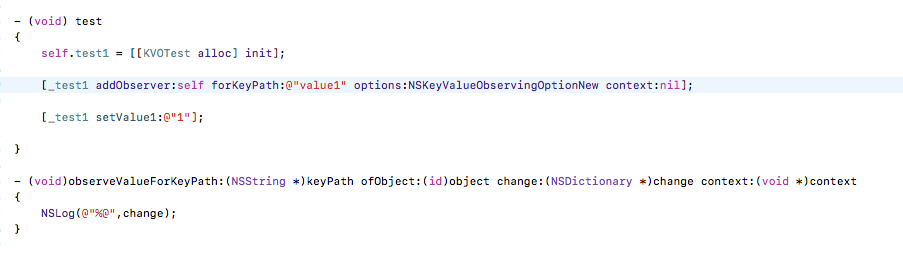 - (void) test
{
self.test1 = [[KVOTest alloc] init];
[_test1 addObserver:self forKeyPath:@"value1" options:NSKeyValueObservingOptionNew context:nil];
[_test1 setValue1:@"1"];
}
- (void)observeValueForKeyPath:(NSString *)keyPath ofObject:(id)object change:(NSDictionary *)change context:(void *)context
{
NSLog(@"%@",change);
}